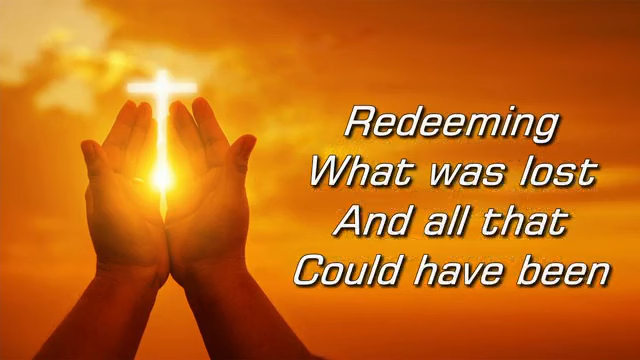 Redeeming
What was lost
And all that
Could have been